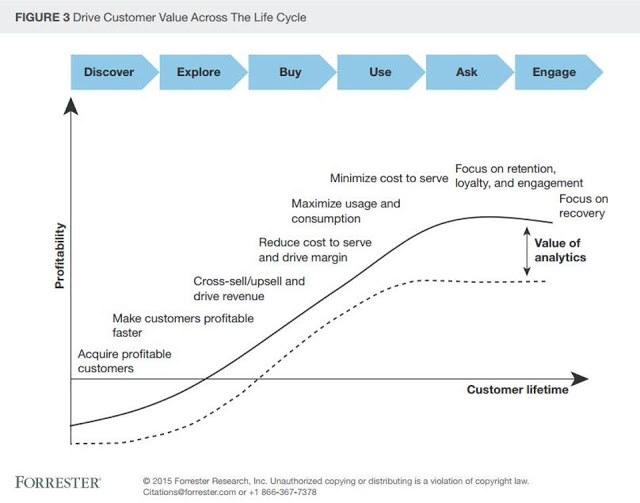 FIGURE 3 Drive Customer Value Across The Life Cycle
Discover
Explore
Buy
Use
Ask
Engage
Profitability
Minimize cost to serve
Focus on retention,
loyalty, and engagement
Focus on
recovery
Maximize usage and
consumption
Reduce cost to serve
and drive margin
Value of
analytics
Cross-sell/upsell and
drive revenue
Make customers profitable
faster
Acquire profitable
customers
Customer lifetime
FORRESTER®
© 2015 Forrester Research, Inc. Unauthorized copying or distributing is a violation of copyright law.
Citations@forrester.com or +1 866-367-7378